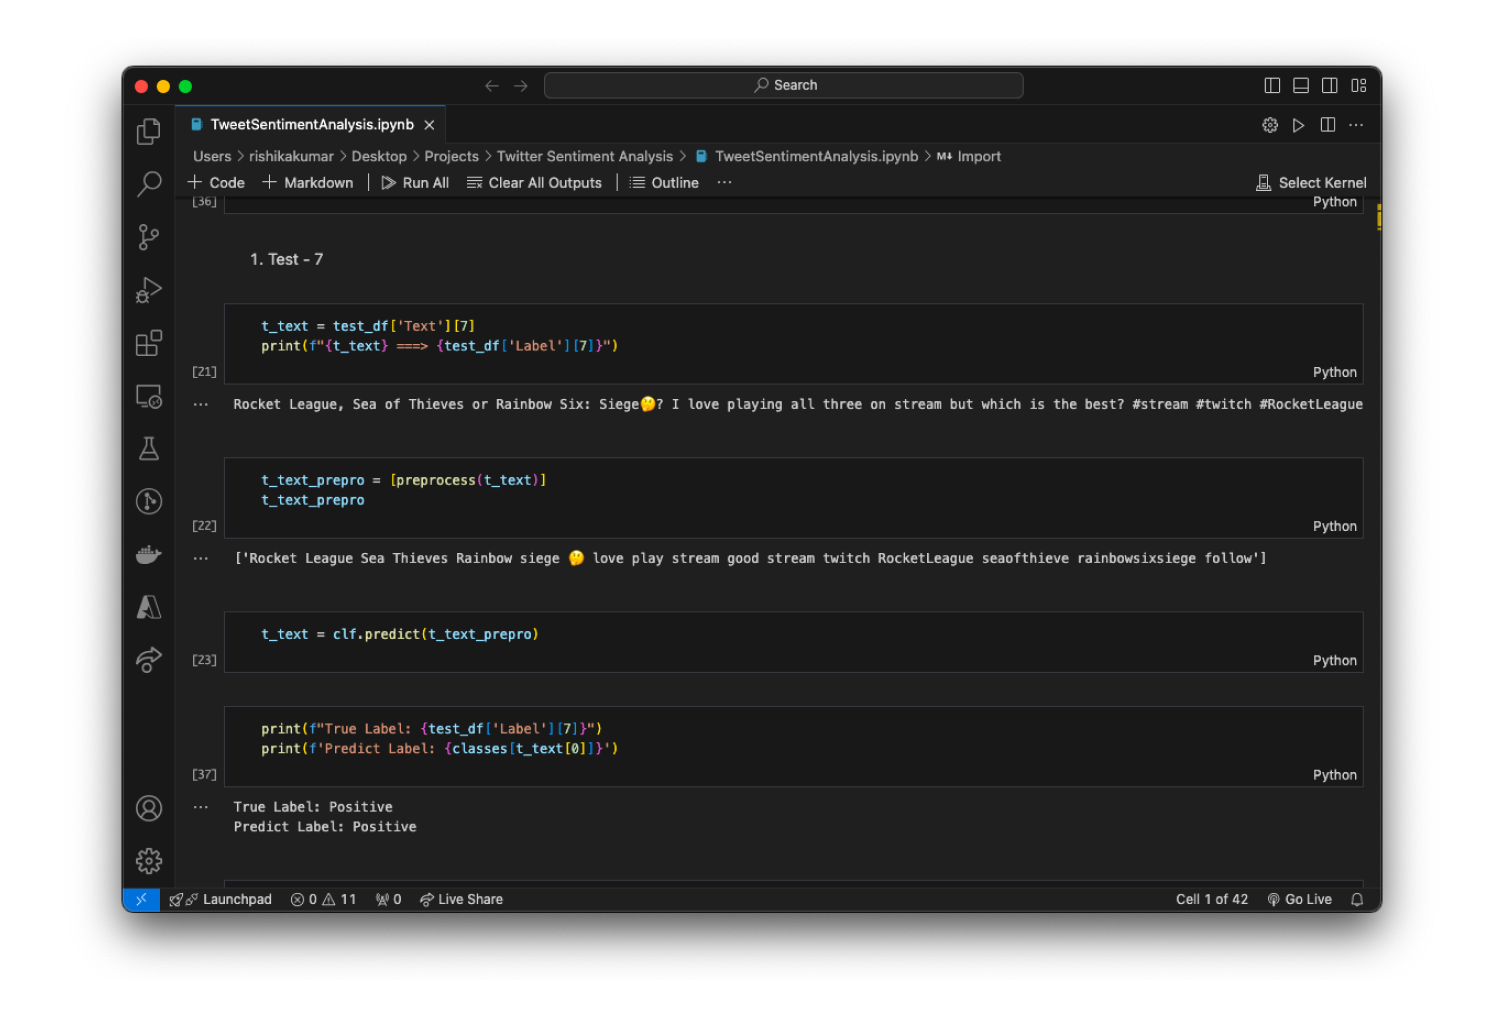 Search
TweetSentimentAnalysis.ipynb
Users > rishikakumar > Desktop > Projects > Twitter Sentiment Analysis > TweetSentimentAnalysis.ipynb > M↓ Import
+ Code + Markdown | Run All Clear All Outputs | Outline ··· Select Kernel
[36] Python
1. Test - 7
t_text = test_df['Text'][7]
print(f"{t_text} ===> {test_df['Label'][7]}")
[21] Python
··· Rocket League, Sea of Thieves or Rainbow Six: Siege🤔? I love playing all three on stream but which is the best? #stream #twitch #RocketLeague
t_text_prepro = [preprocess(t_text)]
t_text_prepro
[22] Python
··· ['Rocket League Sea Thieves Rainbow siege 🤔 love play stream good stream twitch RocketLeague seaofthieve rainbowsixsiege follow']
t_text = clf.predict(t_text_prepro)
[23] Python
print(f"True Label: {test_df['Label'][7]}")
print(f'Predict Label: {classes[t_text[0]]}')
[37] Python
··· True Label: Positive
Predict Label: Positive
Launchpad 0 11 0 Live Share Cell 1 of 42 Go Live